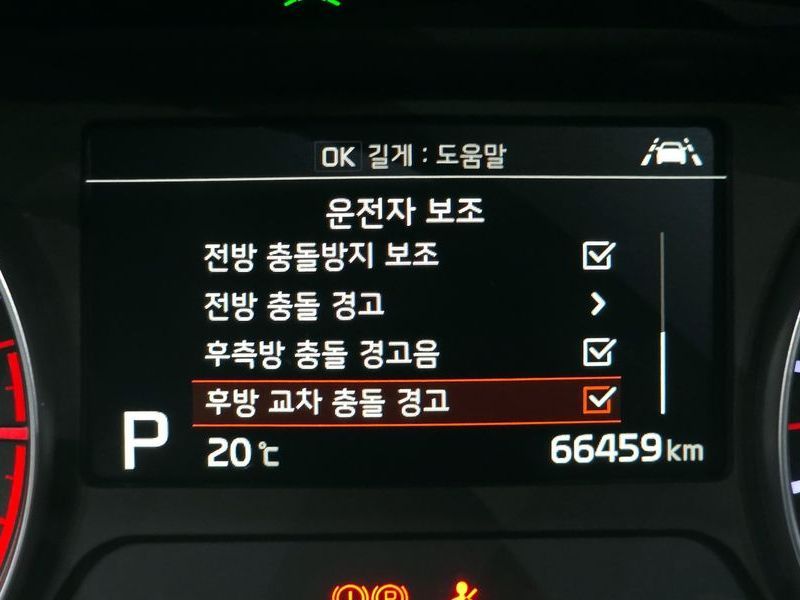 OK 길게 : 도움말
운전자 보조
전방 충돌방지 보조
전방 충돌 경고
후측방 충돌 경고음
후방 교차 충돌 경고
P 20℃ 66459 km